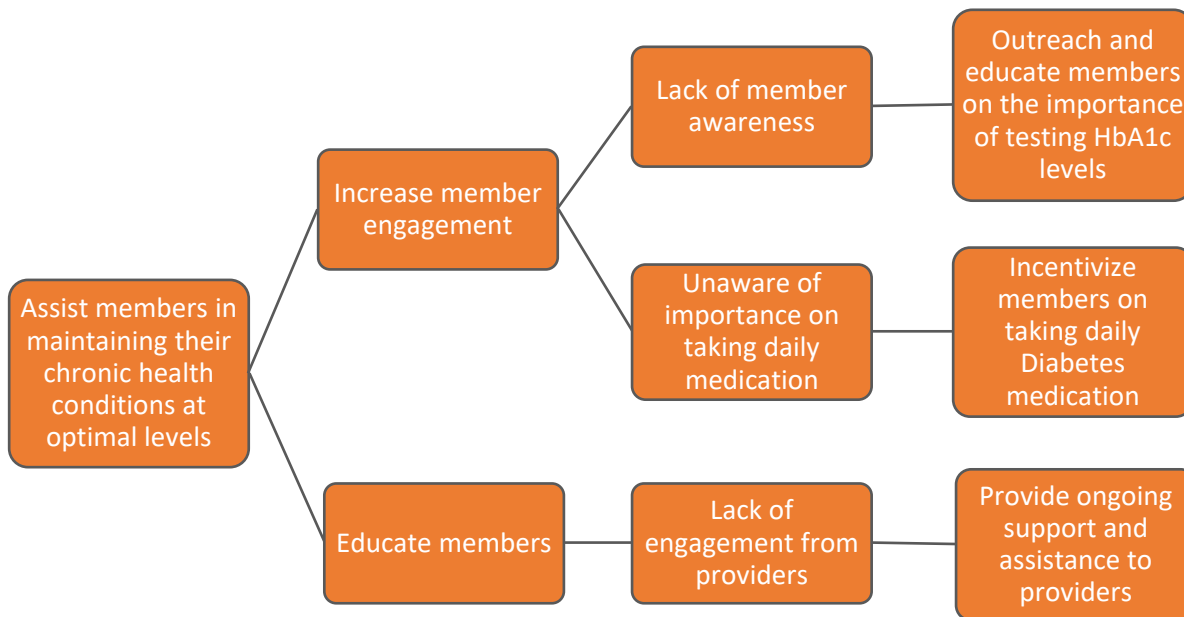 Assist members in
maintaining their
chronic health
conditions at
optimal levels
Increase member
engagement
Lack of member
awareness
Outreach and
educate members
on the importance
of testing HbA1c
levels
Unaware of
importance on
taking daily
medication
Incentivize
members on
taking daily
Diabetes
medication
Educate members
Lack of
engagement from
providers
Provide ongoing
support and
assistance to
providers